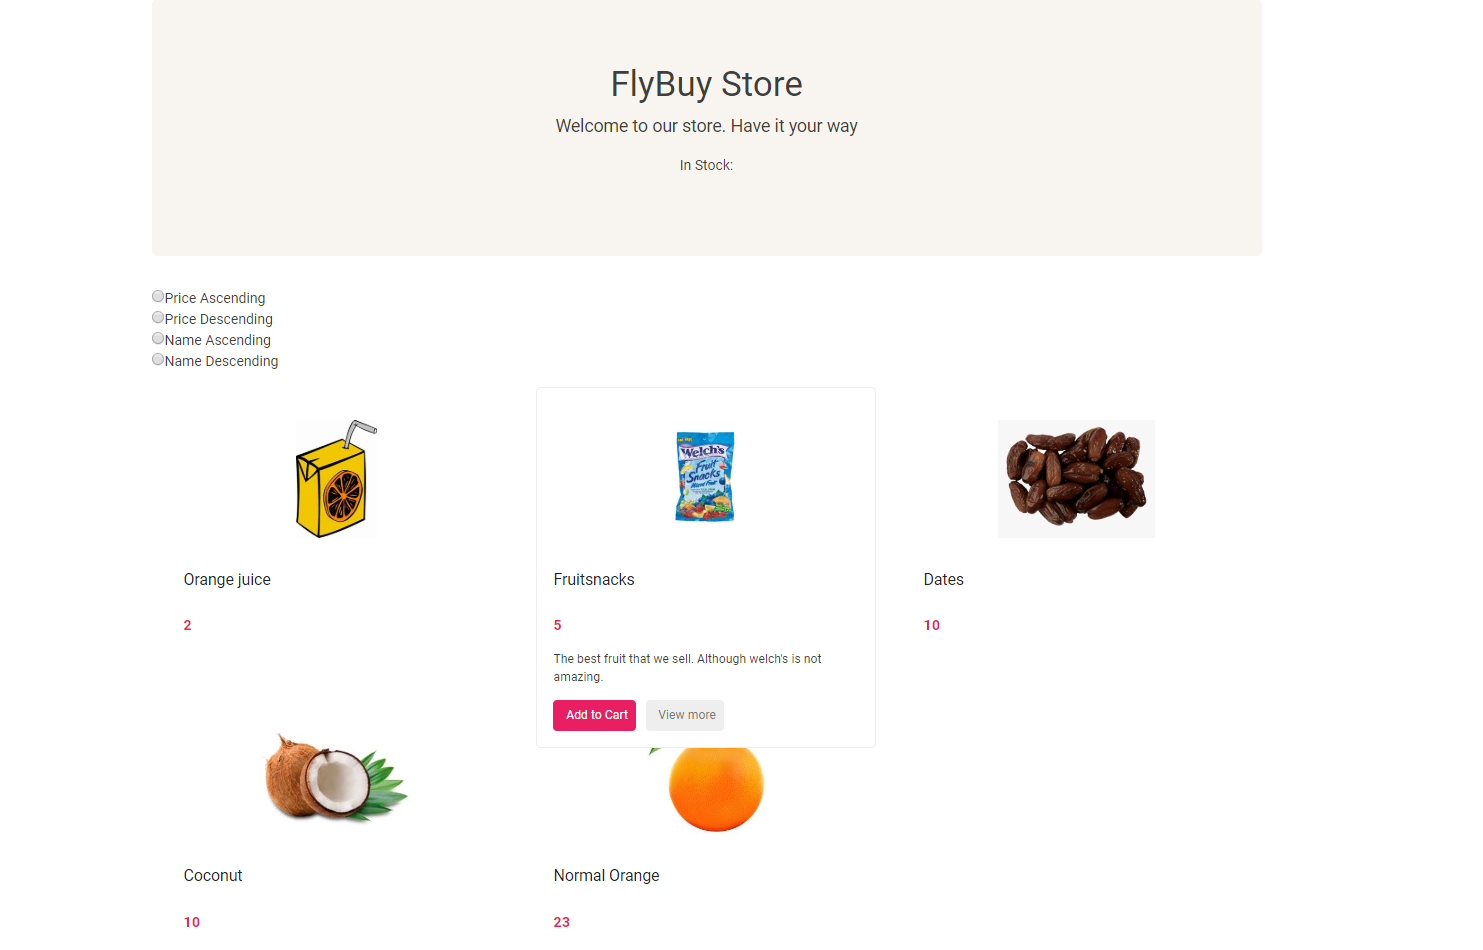 FlyBuy Store
Welcome to our store. Have it your way
In Stock:
Price Ascending
Price Descending
Name Ascending
Name Descending
Welch's
Fruit
Snacks
Mixed Fruit
Orange juice
2
Fruitsnacks
5
The best fruit that we sell. Although welch's is not
amazing.
Add to Cart
View more
Dates
10
Coconut
10
Normal Orange
23